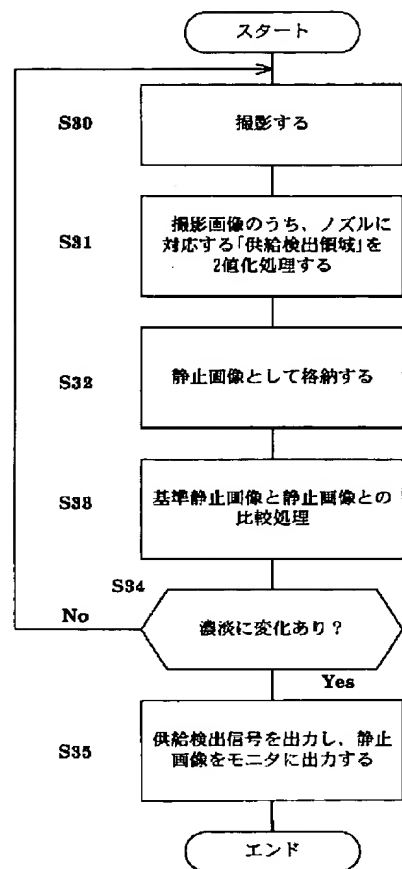 スタート
S30
撮影する
S31
撮影画像のうち、ノズルに
対応する「供給検出領域」を
2値化処理する
S32
静止画像として格納する
S33
基準静止画像と静止画像との
比較処理
S34
No
濃淡に変化あり？
Yes
S35
供給検出信号を出力し、静止
画像をモニタに出力する
エンド